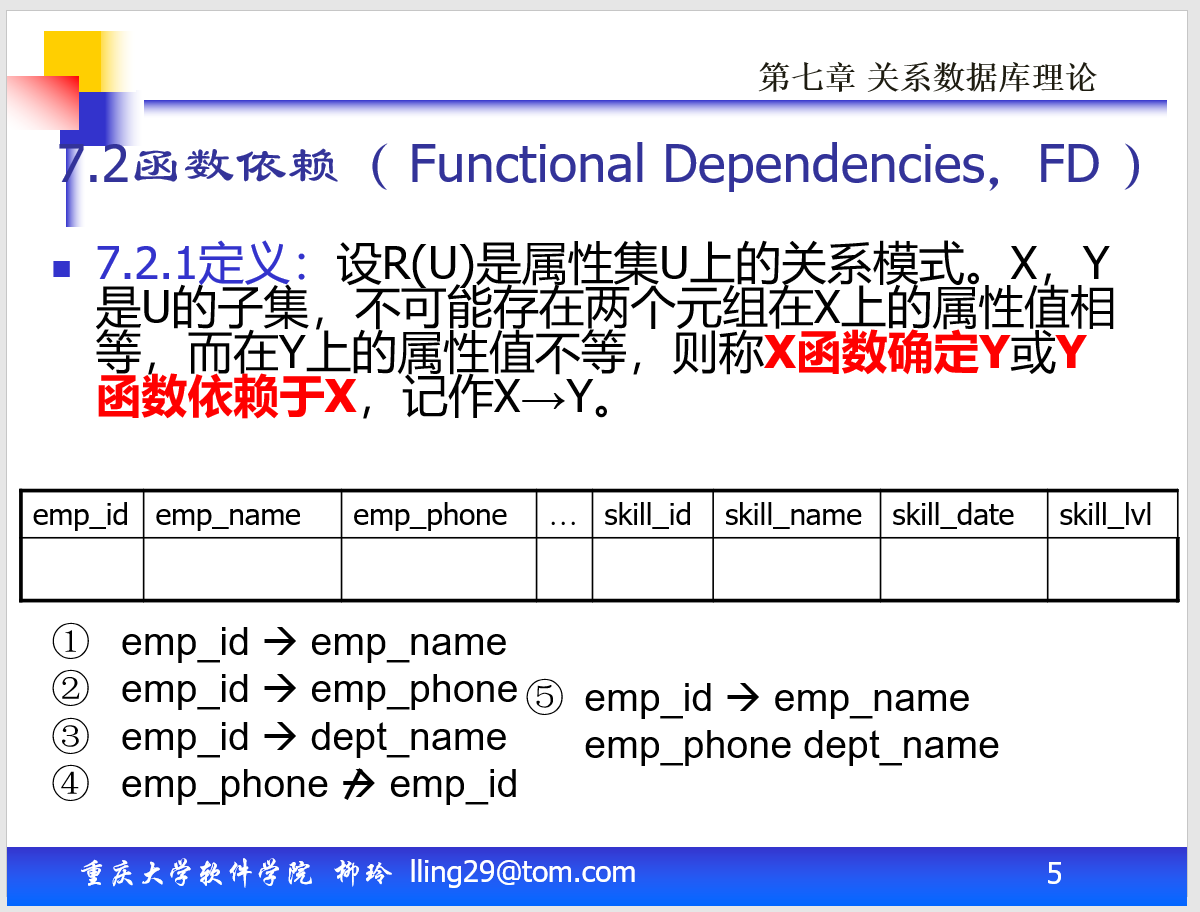 第七章 关系数据库理论
7.2函数依赖（Functional Dependencies，FD）
7.2.1定义：设R(U)是属性集U上的关系模式。X，Y
是U的子集，不可能存在两个元组在X上的属性值相
等，而在Y上的属性值不等，则称X函数确定Y或Y
函数依赖于X，记作X→Y。
emp_id emp_name emp_phone … skill_id skill_name skill_date skill_lvl
① emp_id → emp_name
② emp_id → emp_phone
③ emp_id → dept_name
④ emp_phone ↛ emp_id
⑤ emp_id → emp_name
emp_phone dept_name
重庆大学软件学院 柳玲 lling29@tom.com 5